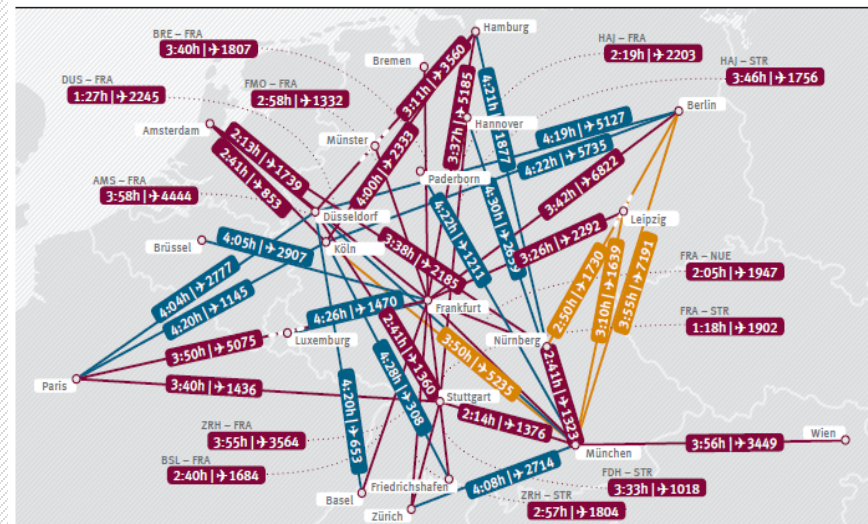 BRE – FRA
3:40h | ✈1807
Hamburg
HAJ – FRA
2:19h | ✈2203
Bremen
3:11h | ✈3560
HAJ – STR
3:46h | ✈1756
DUS – FRA
1:27h | ✈2245
FMO – FRA
2:58h | ✈1332
3:37h | ✈5185
4:21h | ✈1877
Berlin
Hannover
4:19h | ✈5127
Amsterdam
2:13h | ✈1739
Münster
4:00h | ✈2333
4:22h | ✈5735
2:41h | ✈853
Paderborn
3:42h | ✈6822
AMS – FRA
3:58h | ✈4444
4:22h | ✈1211
4:30h |
Düsseldorf
Leipzig
Brüssel
4:05h | ✈2907
Köln
3:38h | ✈2185
3:26h | ✈2292
FRA – NUE
2:05h | ✈1947
4:04h | ✈2777
2:50h | ✈1730
3:10h | ✈1639
3:55h | ✈7191
4:20h | ✈1145
4:26h | ✈1470
Frankfurt
FRA – STR
1:18h | ✈1902
3:50h | ✈5075
Luxemburg
2:41h | ✈1360
3:50h | ✈5235
Nürnberg
Paris
3:40h | ✈1436
4:20h | ✈653
4:28h | ✈308
Stuttgart
2:41h | ✈1323
2:14h | ✈1376
Wien
ZRH – FRA
3:55h | ✈3564
3:56h | ✈3449
München
BSL – FRA
2:40h | ✈1684
4:08h | ✈2714
FDH – STR
3:33h | ✈1018
Friedrichshafen
Basel
ZRH – STR
2:57h | ✈1804
Zürich